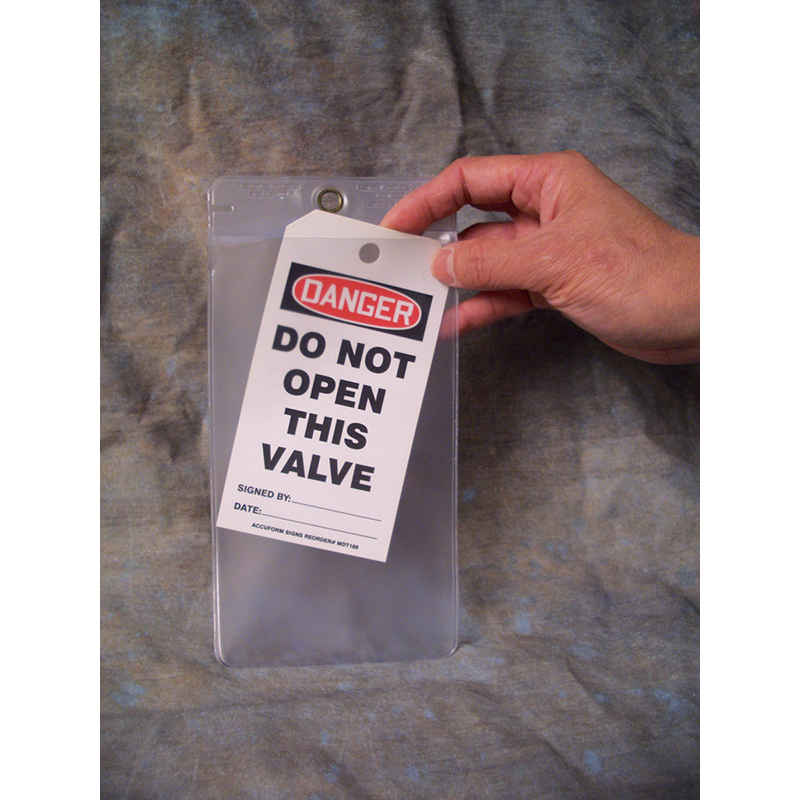 DANGER
DO NOT
OPEN
THIS
VALVE
SIGNED BY:
DATE:
ACCUFORM SIGNS REORDER# MDT188